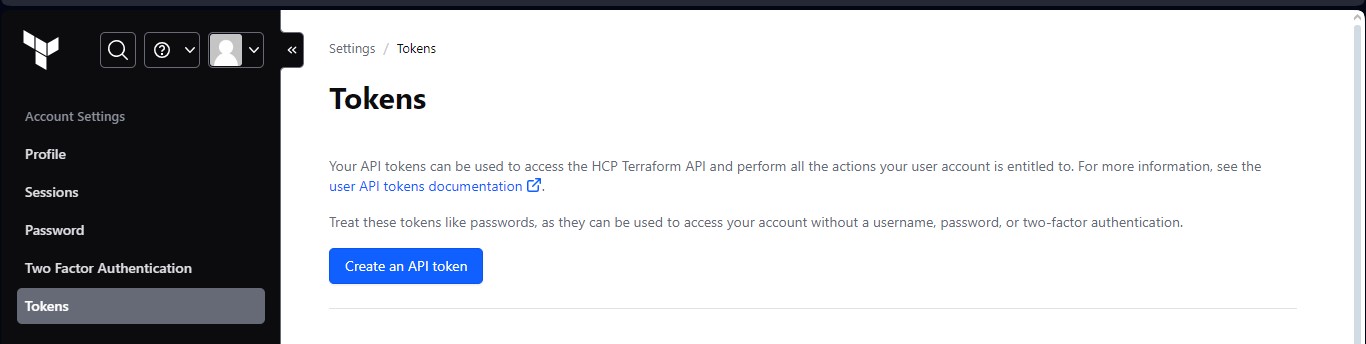 Settings / Tokens
Tokens
Account Settings
Profile
Sessions
Password
Two Factor Authentication
Tokens
Your API tokens can be used to access the HCP Terraform API and perform all the actions your user account is entitled to. For more information, see the
user API tokens documentation.
Treat these tokens like passwords, as they can be used to access your account without a username, password, or two-factor authentication.
Create an API token